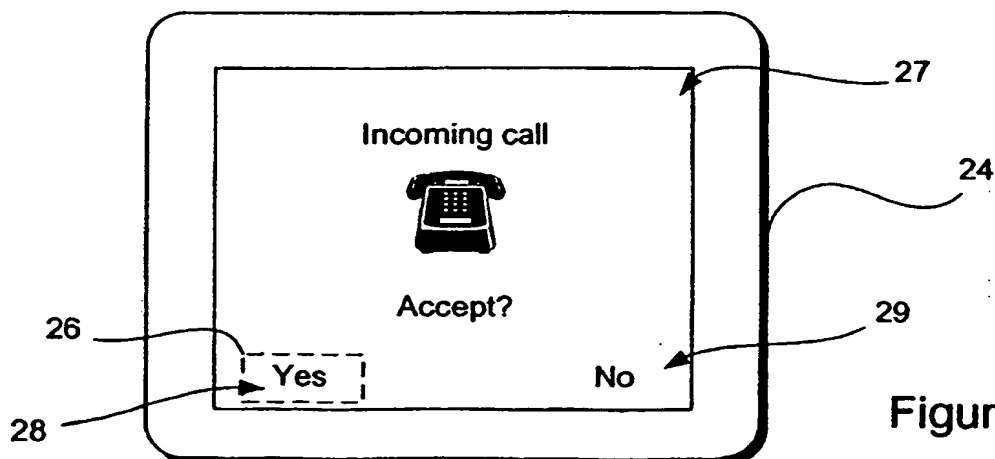 27
Incoming call
24
Accept?
26
29
Yes
No
28
Figur